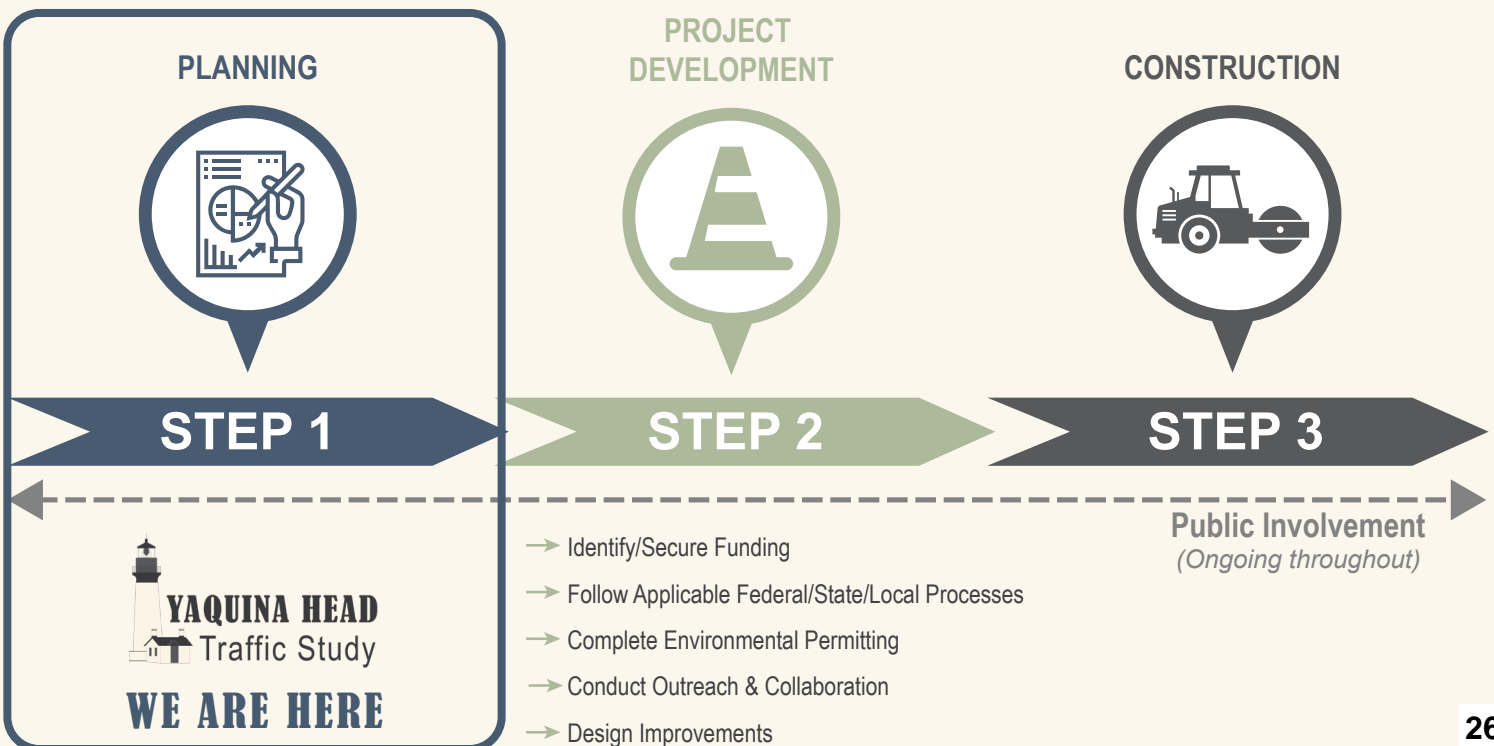 PLANNING
PROJECT
DEVELOPMENT
CONSTRUCTION
STEP 1
STEP 2
STEP 3
Public Involvement
(Ongoing throughout)
YAQUINA HEAD
Traffic Study
WE ARE HERE
Identify/Secure Funding
Follow Applicable Federal/State/Local Processes
Complete Environmental Permitting
Conduct Outreach & Collaboration
Design Improvements
26